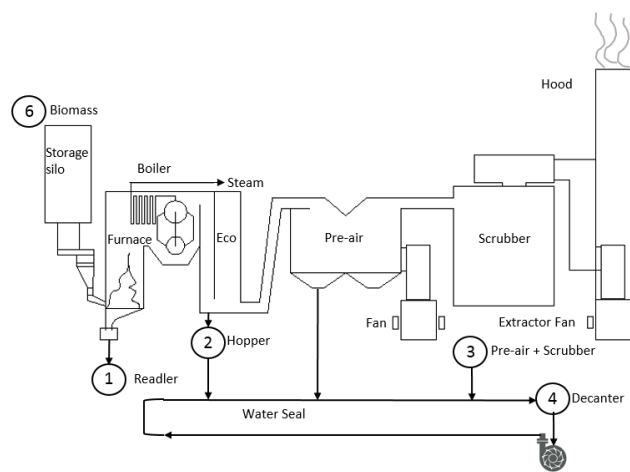 Hood
6 Biomass
Storage
silo
Boiler
Steam
Furnace
Eco
Pre-air
Scrubber
Fan
Extractor Fan
2 Hopper
3 Pre-air + Scrubber
1 Readler
4 Decanter
Water Seal